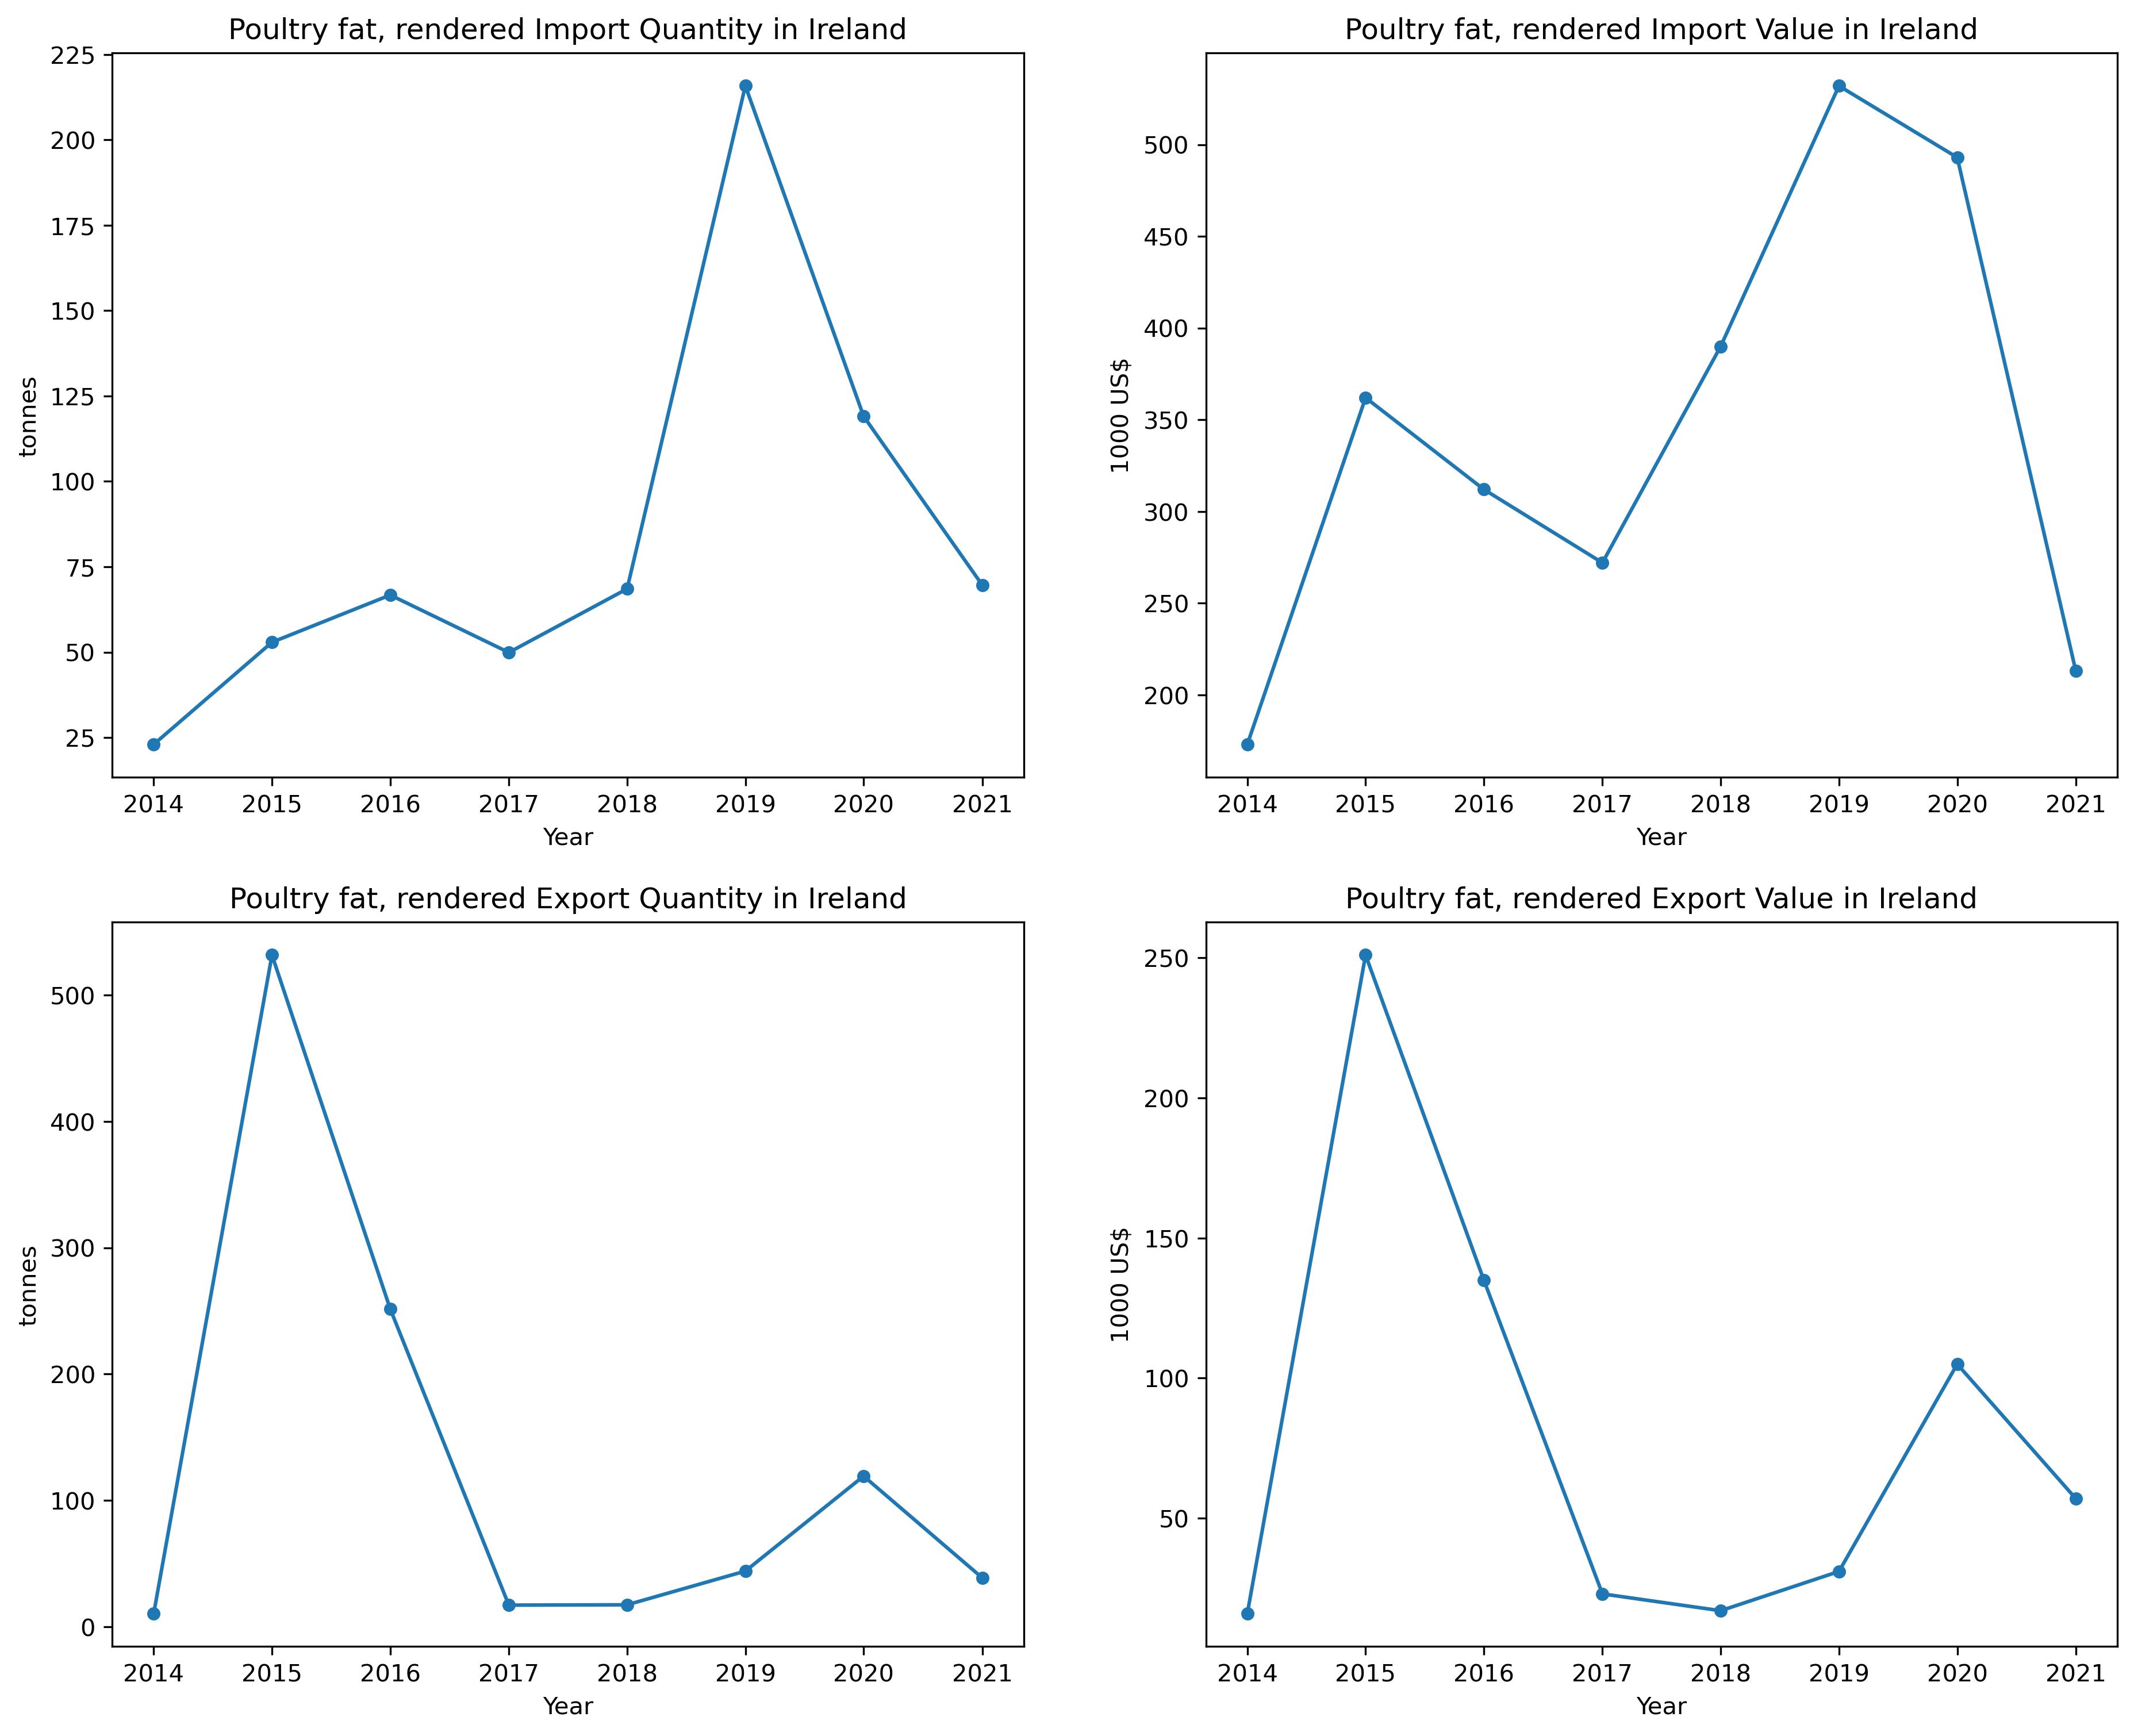 Poultry fat, rendered Import Quantity in Ireland
225
200
175
150
125
100
75
50
25
tonnes
2014 2015 2016 2017 2018 2019 2020 2021
Year
Poultry fat, rendered Import Value in Ireland
500
450
400
350
300
250
200
1000 US$
2014 2015 2016 2017 2018 2019 2020 2021
Year
Poultry fat, rendered Export Quantity in Ireland
500
400
300
200
100
0
tonnes
2014 2015 2016 2017 2018 2019 2020 2021
Year
Poultry fat, rendered Export Value in Ireland
250
200
150
100
50
1000 US$
2014 2015 2016 2017 2018 2019 2020 2021
Year